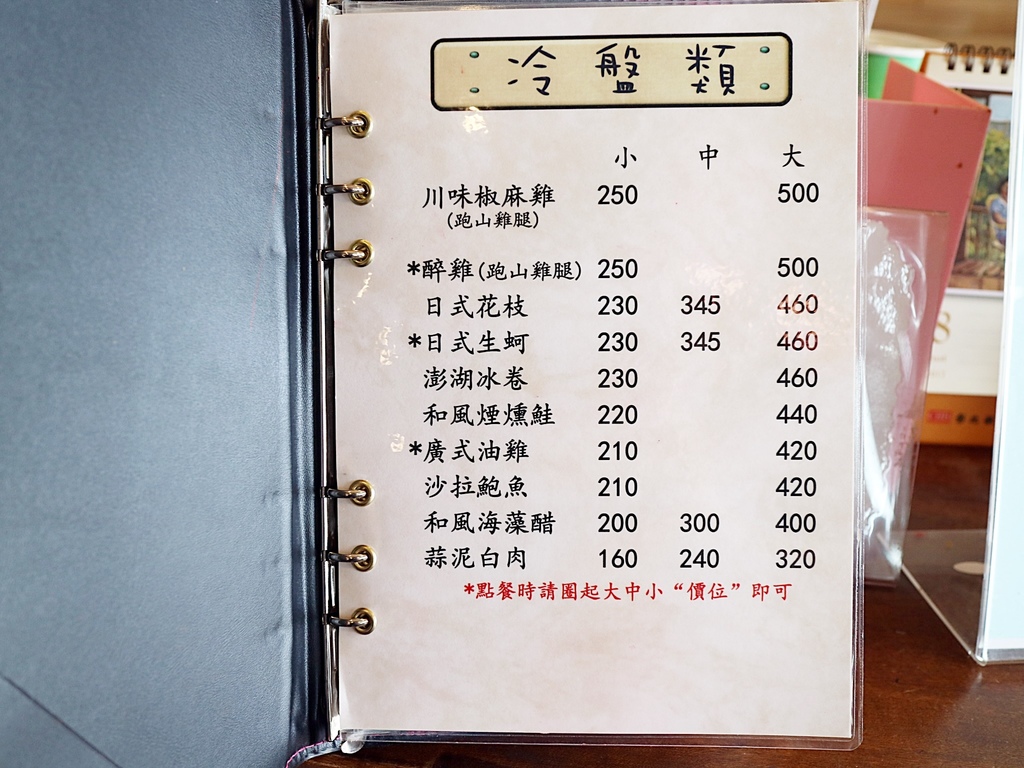 冷盤類
小 中 大
川味椒麻雞 250 500
(跑山雞腿)
*醉雞(跑山雞腿) 250 500
日式花枝 230 345 460
*日式生蚵 230 345 460
澎湖冰卷 230 460
和風煙燻鮭 220 440
*廣式油雞 210 420
沙拉鮑魚 210 420
和風海藻醋 200 300 400
蒜泥白肉 160 240 320
*點餐時請圈起大中小“價位”即可